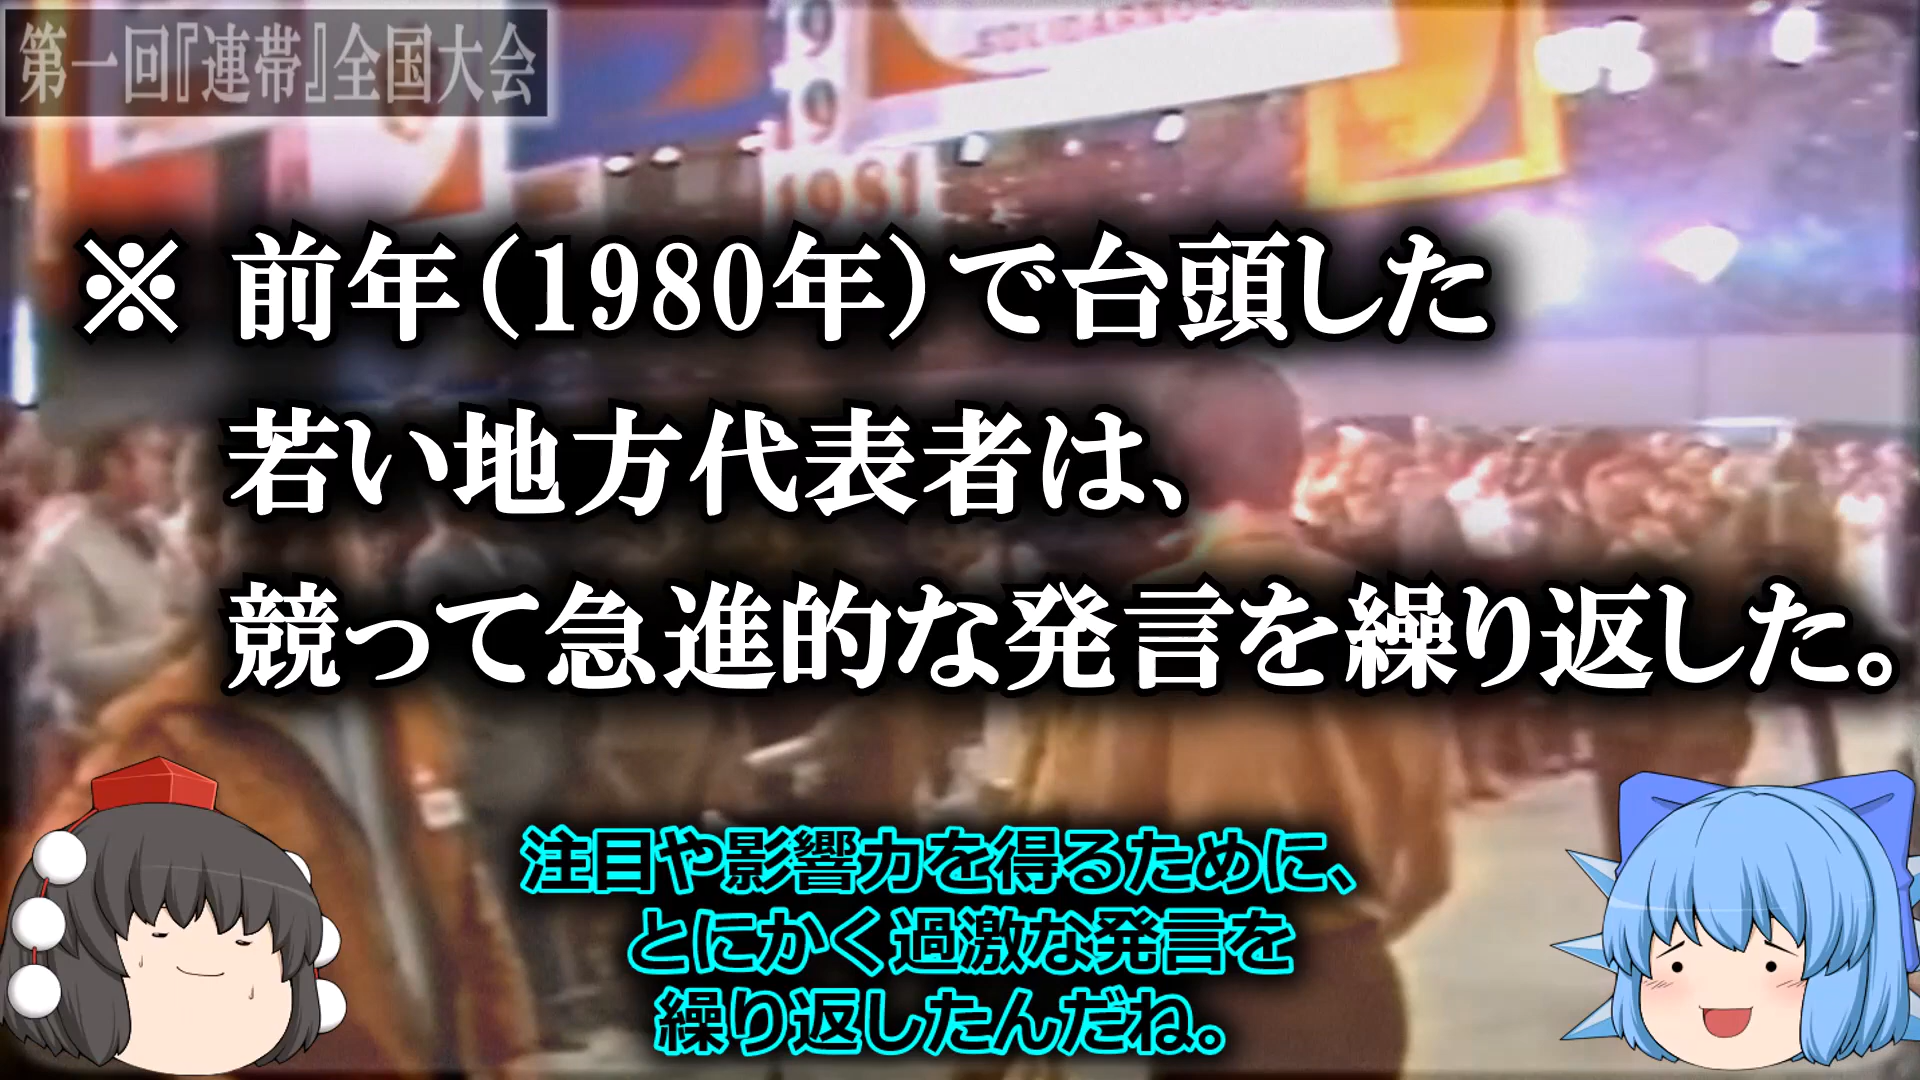 第一回『連帯』全国大会
SOLIDARNOŚ
1981
※ 前年（1980年）で台頭した
若い地方代表者は、
競って急進的な発言を繰り返した。
注目や影響力を得るために、
とにかく過激な発言を
繰り返したんだね。